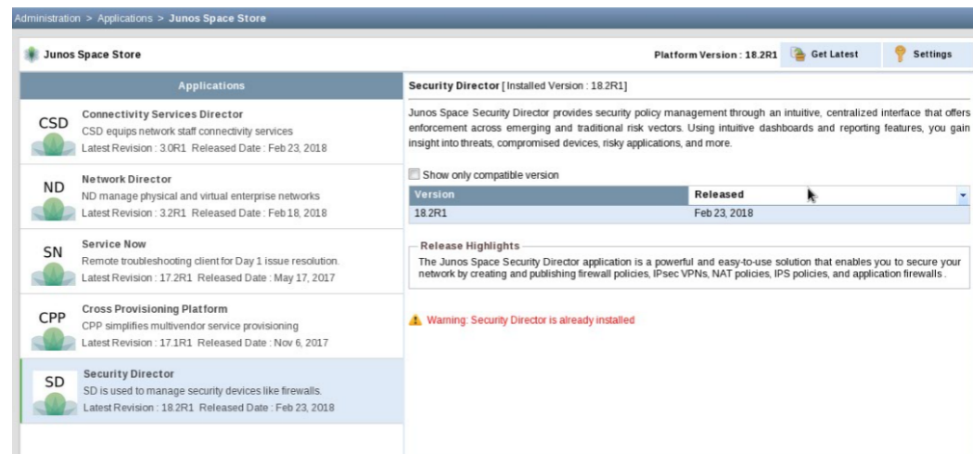 Administration > Applications > Junos Space Store
Junos Space Store
Platform Version : 18.2R1
Get Latest
Settings
Applications
CSD
Connectivity Services Director
CSD equips network staff connectivity services
Latest Revision : 3.0R1 Released Date : Feb 23, 2018
ND
Network Director
ND manage physical and virtual enterprise networks
Latest Revision : 3.2R1 Released Date : Feb 18, 2018
SN
Service Now
Remote troubleshooting client for Day 1 issue resolution.
Latest Revision : 17.2R1 Released Date : May 17, 2017
CPP
Cross Provisioning Platform
CPP simplifies multivendor service provisioning
Latest Revision : 17.1R1 Released Date : Nov 6, 2017
SD
Security Director
SD is used to manage security devices like firewalls.
Latest Revision : 18.2R1 Released Date : Feb 23, 2018
Security Director [Installed Version : 18.2R1]
Junos Space Security Director provides security policy management through an intuitive, centralized interface that offers
enforcement across emerging and traditional risk vectors. Using intuitive dashboards and reporting features, you gain
insight into threats, compromised devices, risky applications, and more.
Show only compatible version
Version Released
18.2R1 Feb 23, 2018
Release Highlights
The Junos Space Security Director application is a powerful and easy-to-use solution that enables you to secure your
network by creating and publishing firewall policies, IPsec VPNs, NAT policies, IPS policies, and application firewalls .
Warning: Security Director is already installed